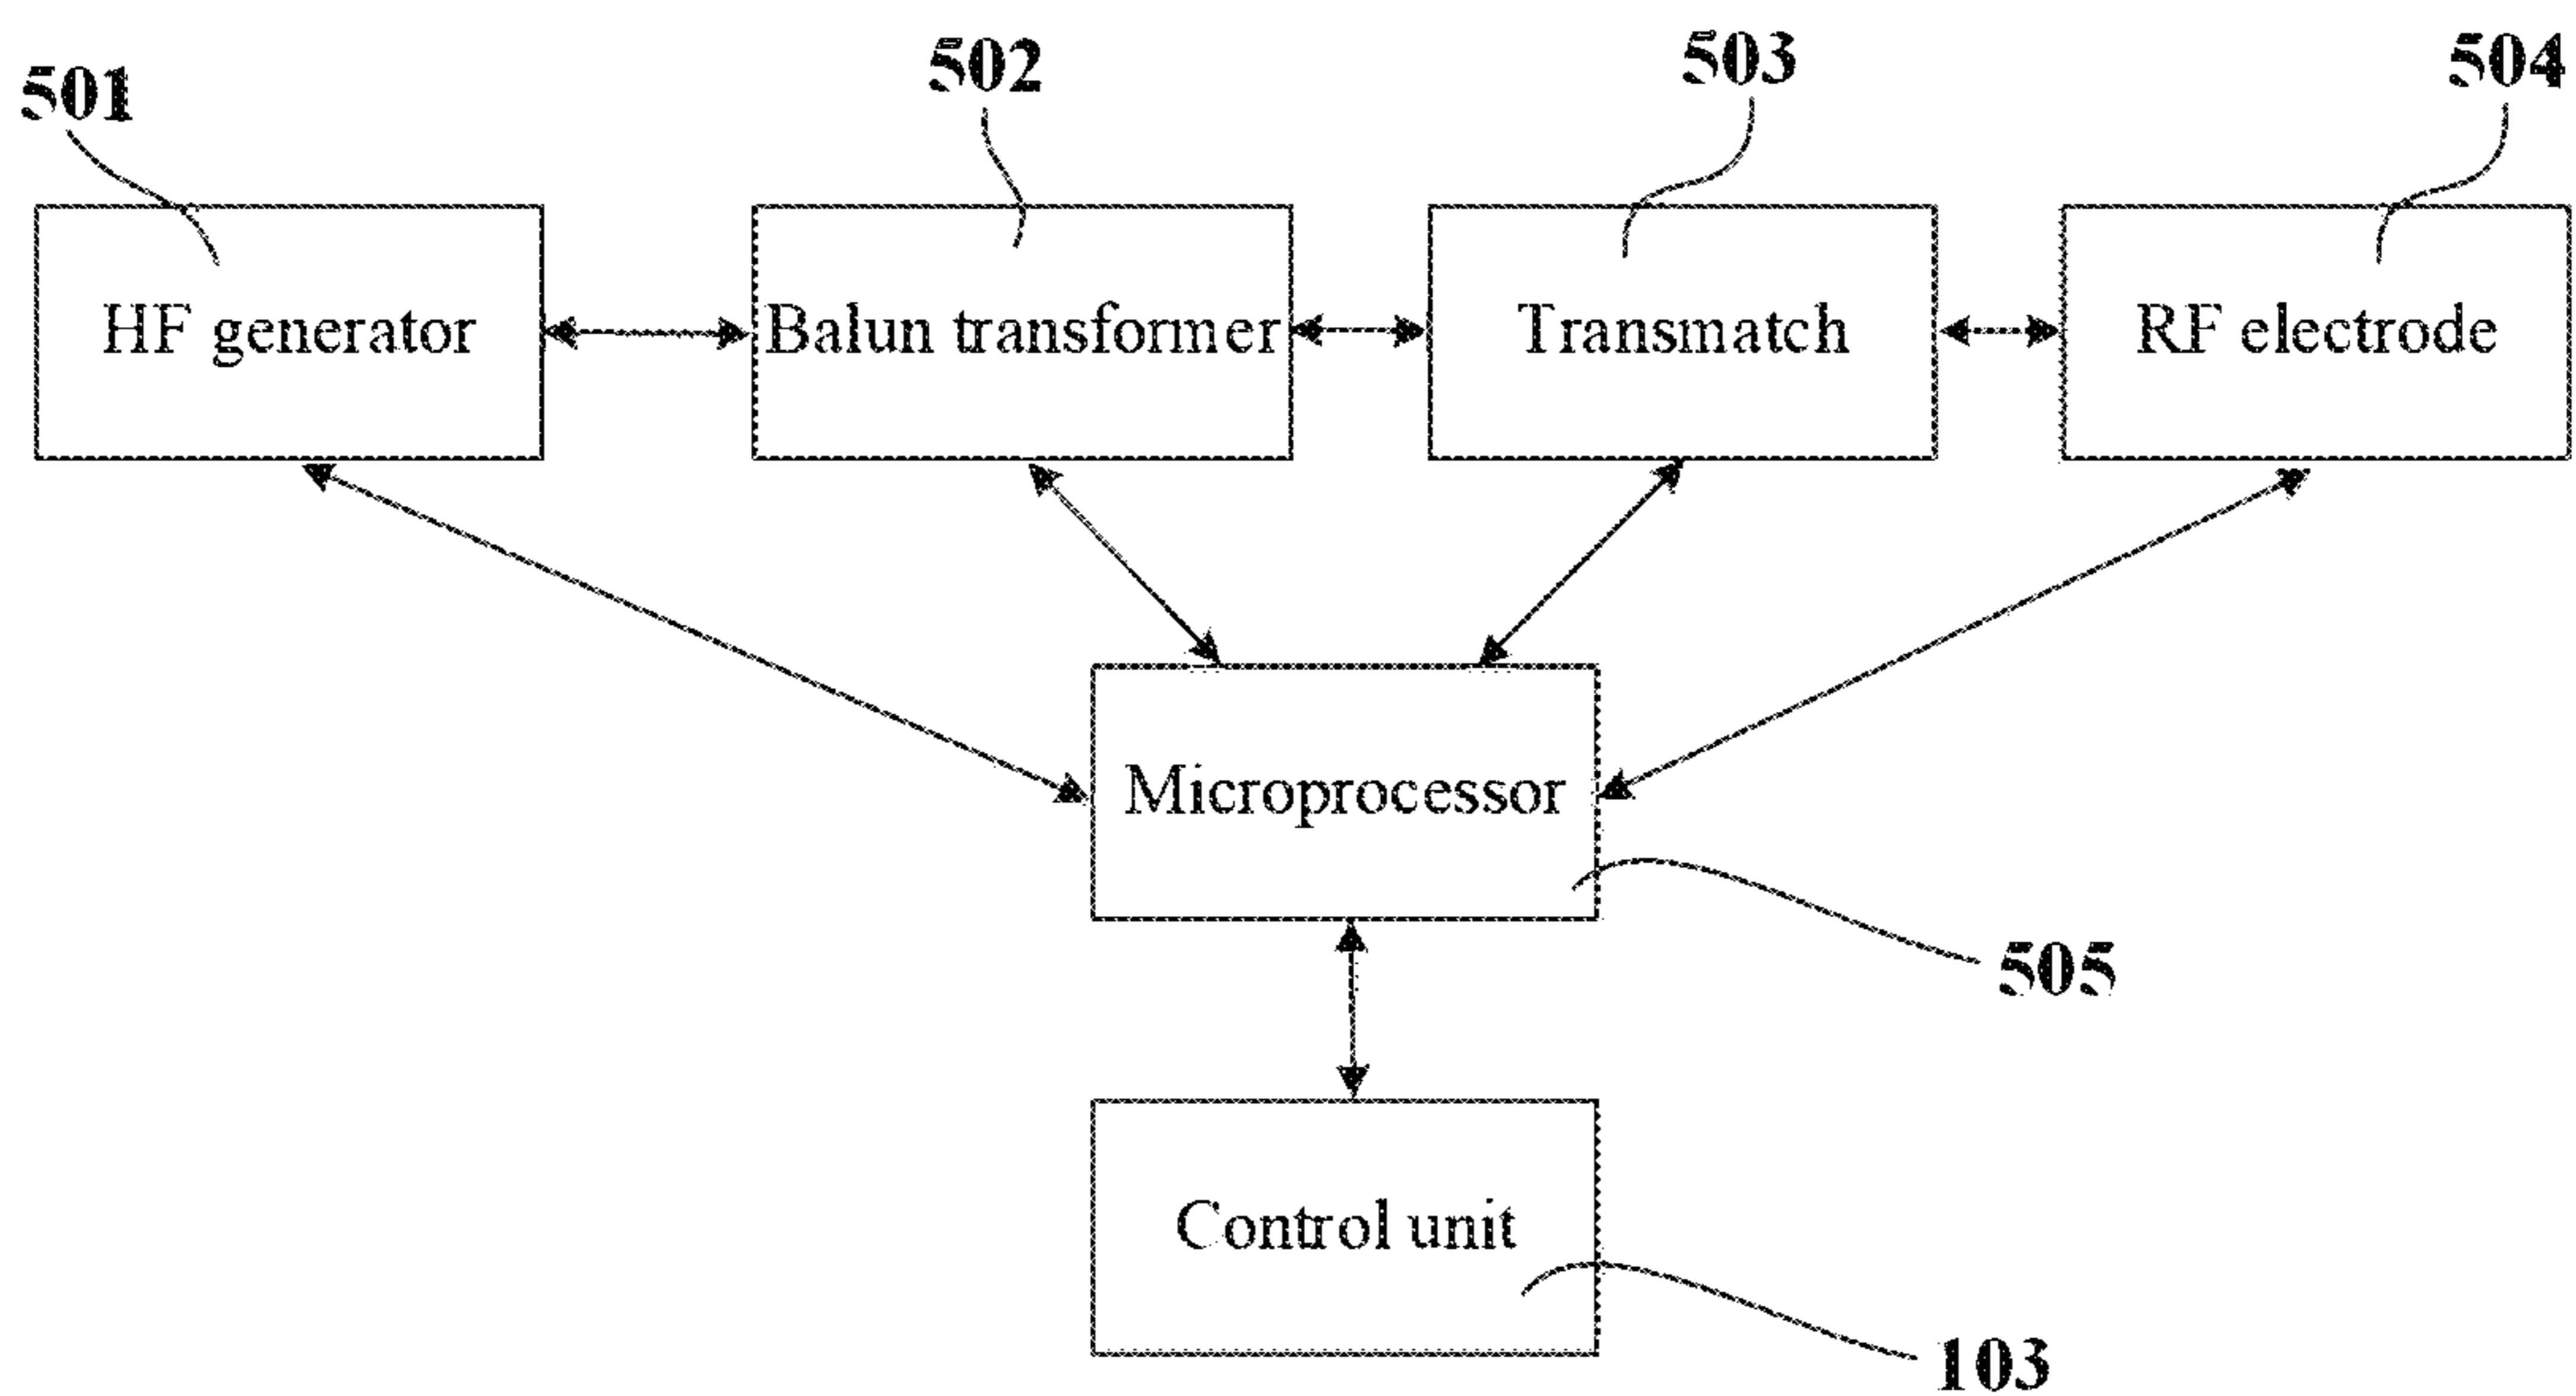 501
502
503
504
HF generator
Balun transformer
Transmatch
RF electrode
Microprocessor
505
Control unit
103